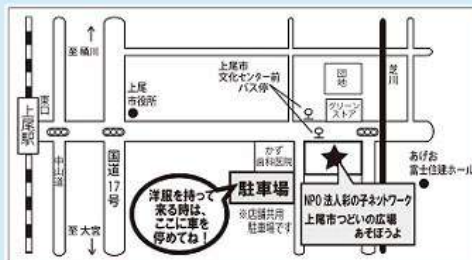 至 桶川
上尾駅
東口
中山道
国道17号
至 大宮
上尾
市役所
上尾市
文化センター前
バス停
団地
グリーン
ストア
芝川
かず
歯科医院
駐車場
※店舗共用
駐車場です
洋服を持って
来る時は、
ここに車を
停めてね！
NPO 法人彩の子ネットワーク
上尾市つどいの広場
あそぼうよ
あげお
富士住建ホール